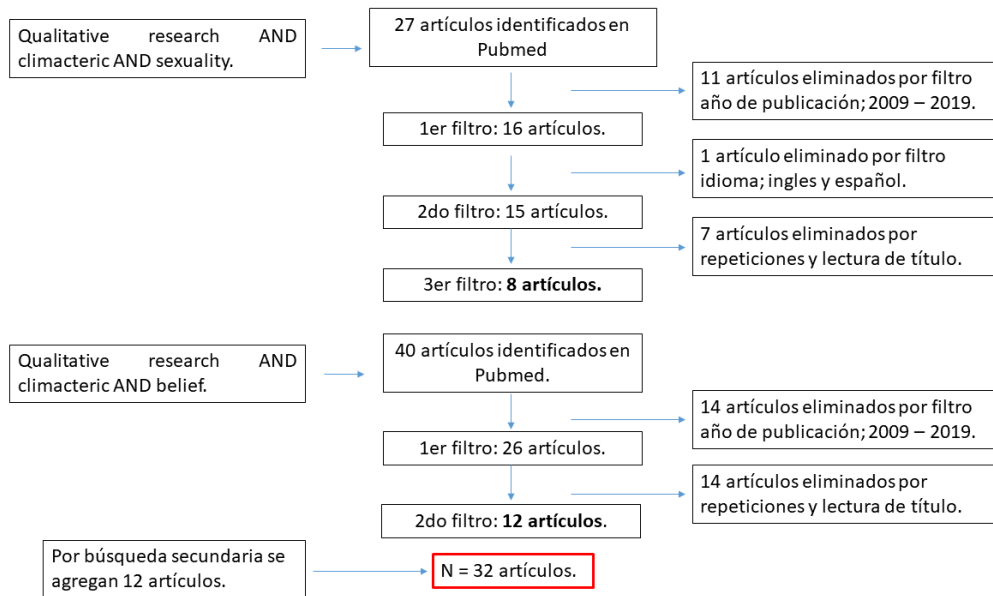 Qualitative research AND
climacteric AND sexuality.
27 artículos identificados en
Pubmed
11 artículos eliminados por filtro
año de publicación; 2009 – 2019.
1er filtro: 16 artículos.
1 artículo eliminado por filtro
idioma; ingles y español.
2do filtro: 15 artículos.
7 artículos eliminados por
repeticiones y lectura de título.
3er filtro: 8 artículos.
Qualitative research AND
climacteric AND belief.
40 artículos identificados en
Pubmed.
14 artículos eliminados por filtro
año de publicación; 2009 – 2019.
1er filtro: 26 artículos.
14 artículos eliminados por
repeticiones y lectura de título.
2do filtro: 12 artículos.
Por búsqueda secundaria se
agregan 12 artículos.
N = 32 artículos.